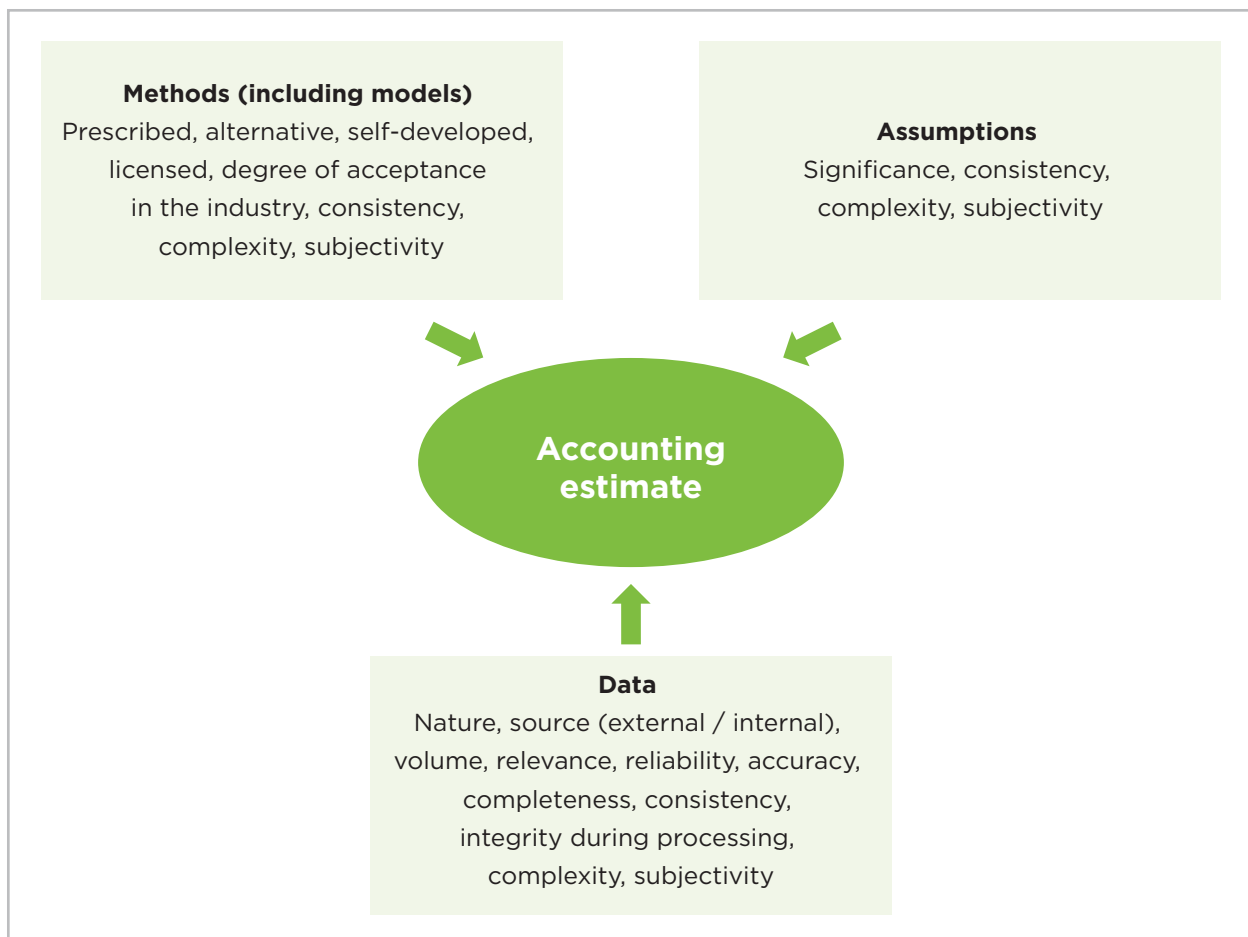 Methods (including models)
Prescribed, alternative, self-developed,
licensed, degree of acceptance
in the industry, consistency,
complexity, subjectivity
Assumptions
Significance, consistency,
complexity, subjectivity
Accounting
estimate
Data
Nature, source (external / internal),
volume, relevance, reliability, accuracy,
completeness, consistency,
integrity during processing,
complexity, subjectivity